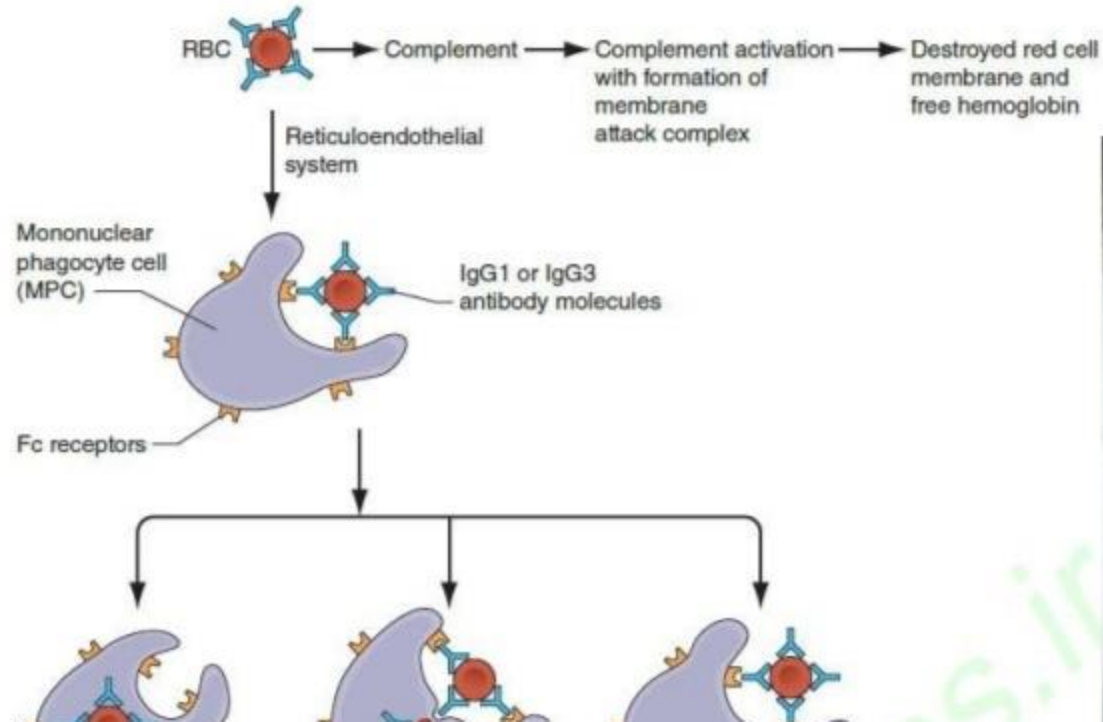 RBC
Complement
Complement activation
with formation of
membrane
attack complex
Destroyed red cell
membrane and
free hemoglobin
Reticuloendothelial
system
Mononuclear
phagocyte cell
(MPC)
IgG1 or IgG3
antibody molecules
Fc receptors
s.ir